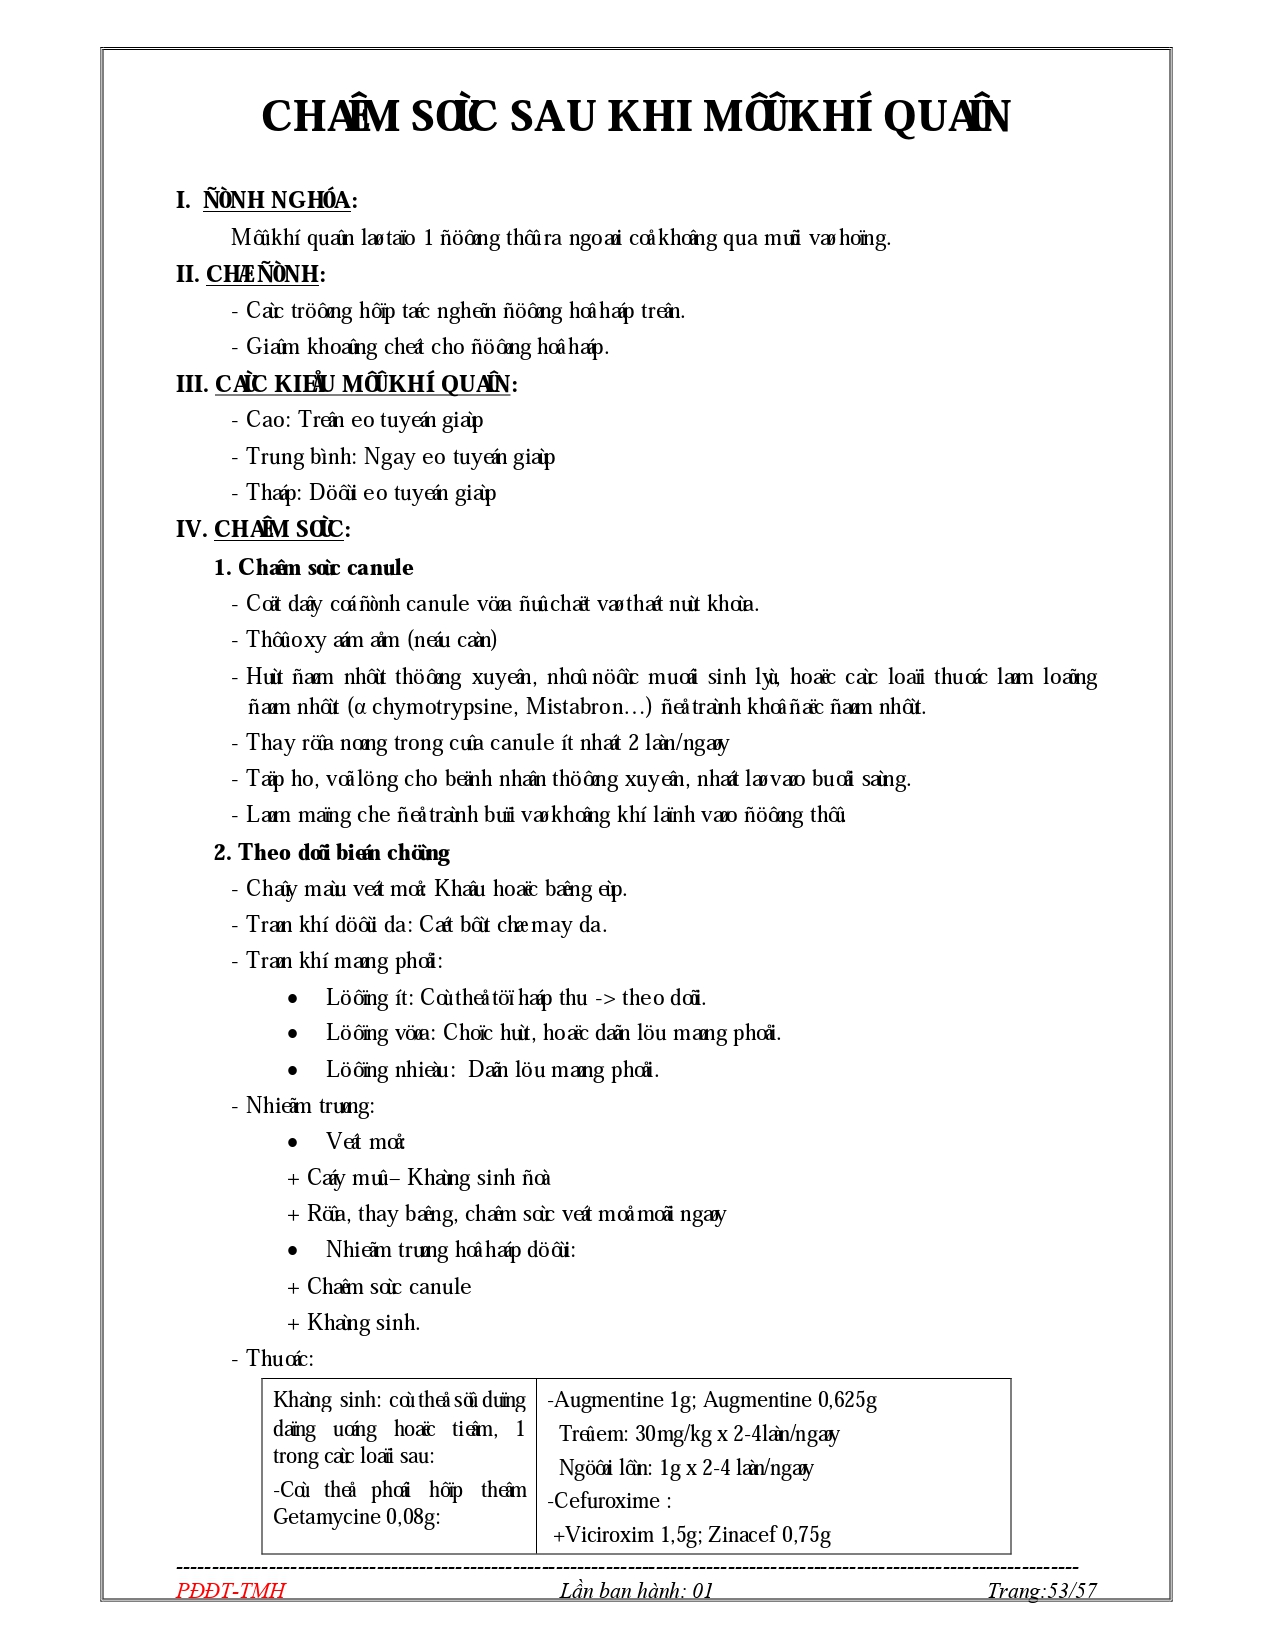 CHAÊM SOÙC SAU KHI MÔÛ KHÍ QUAÛN
I. ÑÒNH NGHÓA:
Môû khí quaûn laø taïo 1 ñöôøng thôû ra ngoaøi coå khoâng qua muõi vaø hoïng.
II. CHÆ ÑÒNH:
- Caùc tröôøng hôïp taéc ngheõn ñöôøng hoâ haáp treân.
- Giaûm khoaûng cheát cho ñöôøng hoâ haáp.
III. CAÙC KIEÅU MÔÛ KHÍ QUAÛN:
- Cao: Treân eo tuyeán giaùp
- Trung bình: Ngay eo tuyeán giaùp
- Thaáp: Döôùi eo tuyeán giaùp
IV. CHAÊM SOÙC:
1. Chaêm soùc canule
- Coät daây coá ñònh canule vöøa ñuû chaët vaø thaét nuùt khoùa.
- Thôû oxy aám aåm (neáu caàn)
- Huùt ñaøm nhôùt thöôøng xuyeân, nhoû nöôùc muoái sinh lyù, hoaëc caùc loaïi thuoác laøm loaõng
ñaøm nhôùt (α chymotrypsine, Mistabron…) ñeå traùnh khoâ ñaëc ñaøm nhôùt.
- Thay röûa noøng trong cuûa canule ít nhaát 2 laàn/ngaøy
- Taäp ho, voã löng cho beänh nhaân thöôøng xuyeân, nhaát laø vaøo buoåi saùng.
- Laøm maïng che ñeå traùnh buïi vaø khoâng khí laïnh vaøo ñöôøng thôû.
2. Theo doõi bieán chöùng
- Chaûy maùu veát moå: Khaâu hoaëc baêng eùp.
- Traøn khí döôùi da: Caét bôùt chæ may da.
- Traøn khí maøng phoåi:
• Löôïng ít: Coù theå töï haáp thu -> theo doõi.
• Löôïng vöøa: Choïc huùt, hoaëc daãn löu maøng phoåi.
• Löôïng nhieàu: Daãn löu maøng phoåi.
- Nhieãm truøng:
• Veát moå:
+ Caáy muû – Khaùng sinh ñoà
+ Röûa, thay baêng, chaêm soùc veát moå moãi ngaøy
• Nhieãm truøng hoâ haáp döôùi:
+ Chaêm soùc canule
+ Khaùng sinh.
- Thuoác:
Khaùng sinh: coù theå söû duïng
daïng uoáng hoaëc tieâm, 1
trong caùc loaïi sau:
-Coù theå phoái hôïp theâm
Getamycine 0,08g:
-Augmentine 1g; Augmentine 0,625g
Treû em: 30mg/kg x 2-4laàn/ngaøy
Ngöôøi lôùn: 1g x 2-4 laàn/ngaøy
-Cefuroxime :
+Viciroxim 1,5g; Zinacef 0,75g
PĐĐT-TMH Lần ban hành: 01 Trang:53/57